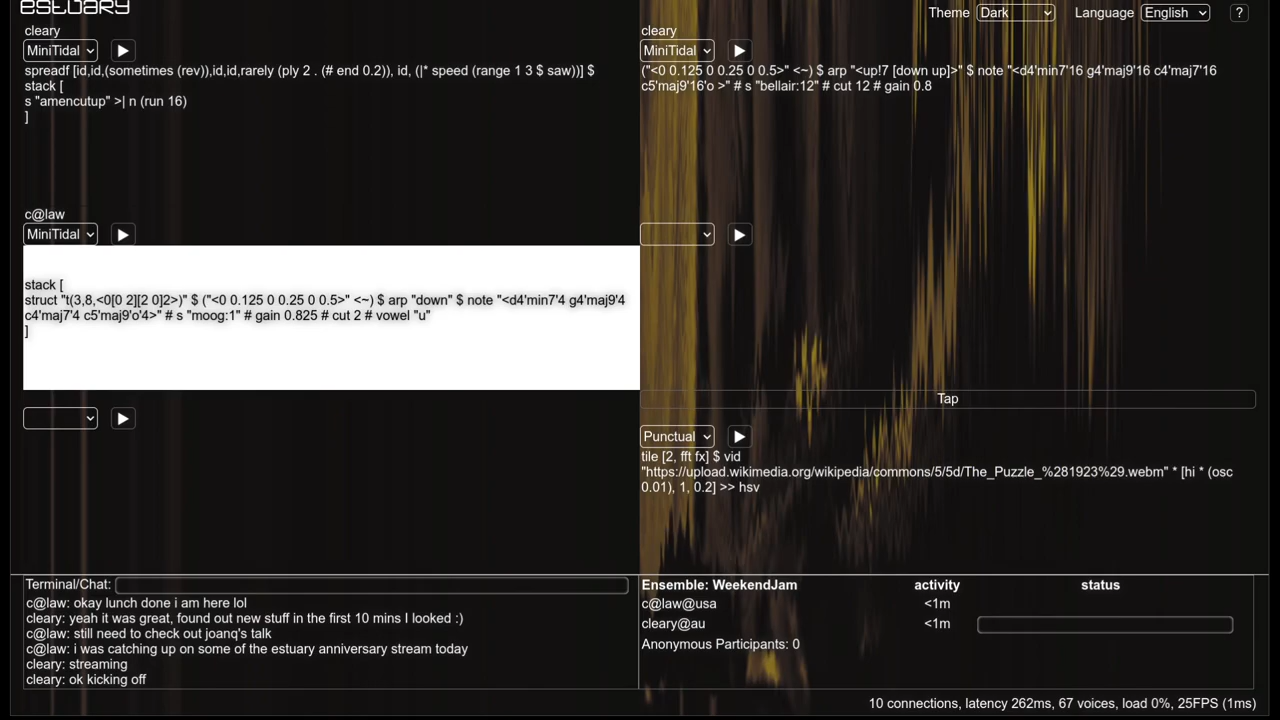 estuary
Theme Dark Language English ?
cleary
MiniTidal
spreadf [id,id,(sometimes (rev)),id,id,rarely (ply 2 . (# end 0.2)), id, (|* speed (range 1 3 $ saw))] $
stack [
s "amencutup" >| n (run 16)
]
cleary
MiniTidal
("<0 0.125 0 0.25 0 0.5>" <~) $ arp "<up!7 [down up]>" $ note "<d4'min7'16 g4'maj9'16 c4'maj7'16
c5'maj9'16'o >" # s "bellair:12" # cut 12 # gain 0.8
c@law
MiniTidal
stack [
struct "t(3,8,<0[0 2][2 0]2>)" $ ("<0 0.125 0 0.25 0 0.5>" <~) $ arp "down" $ note "<d4'min7'4 g4'maj9'4
c4'maj7'4 c5'maj9'o'4>" # s "moog:1" # gain 0.825 # cut 2 # vowel "u"
]
Tap
Punctual
tile [2, fft fx] $ vid
"https://upload.wikimedia.org/wikipedia/commons/5/5d/The_Puzzle_%281923%29.webm" * [hi * (osc
0.01), 1, 0.2] >> hsv
Terminal/Chat:
c@law: okay lunch done i am here lol
cleary: yeah it was great, found out new stuff in the first 10 mins I looked :)
c@law: still need to check out joanq's talk
c@law: i was catching up on some of the estuary anniversary stream today
cleary: streaming
cleary: ok kicking off
Ensemble: WeekendJam activity status
c@law@usa <1m
cleary@au <1m
Anonymous Participants: 0
10 connections, latency 262ms, 67 voices, load 0%, 25FPS (1ms)